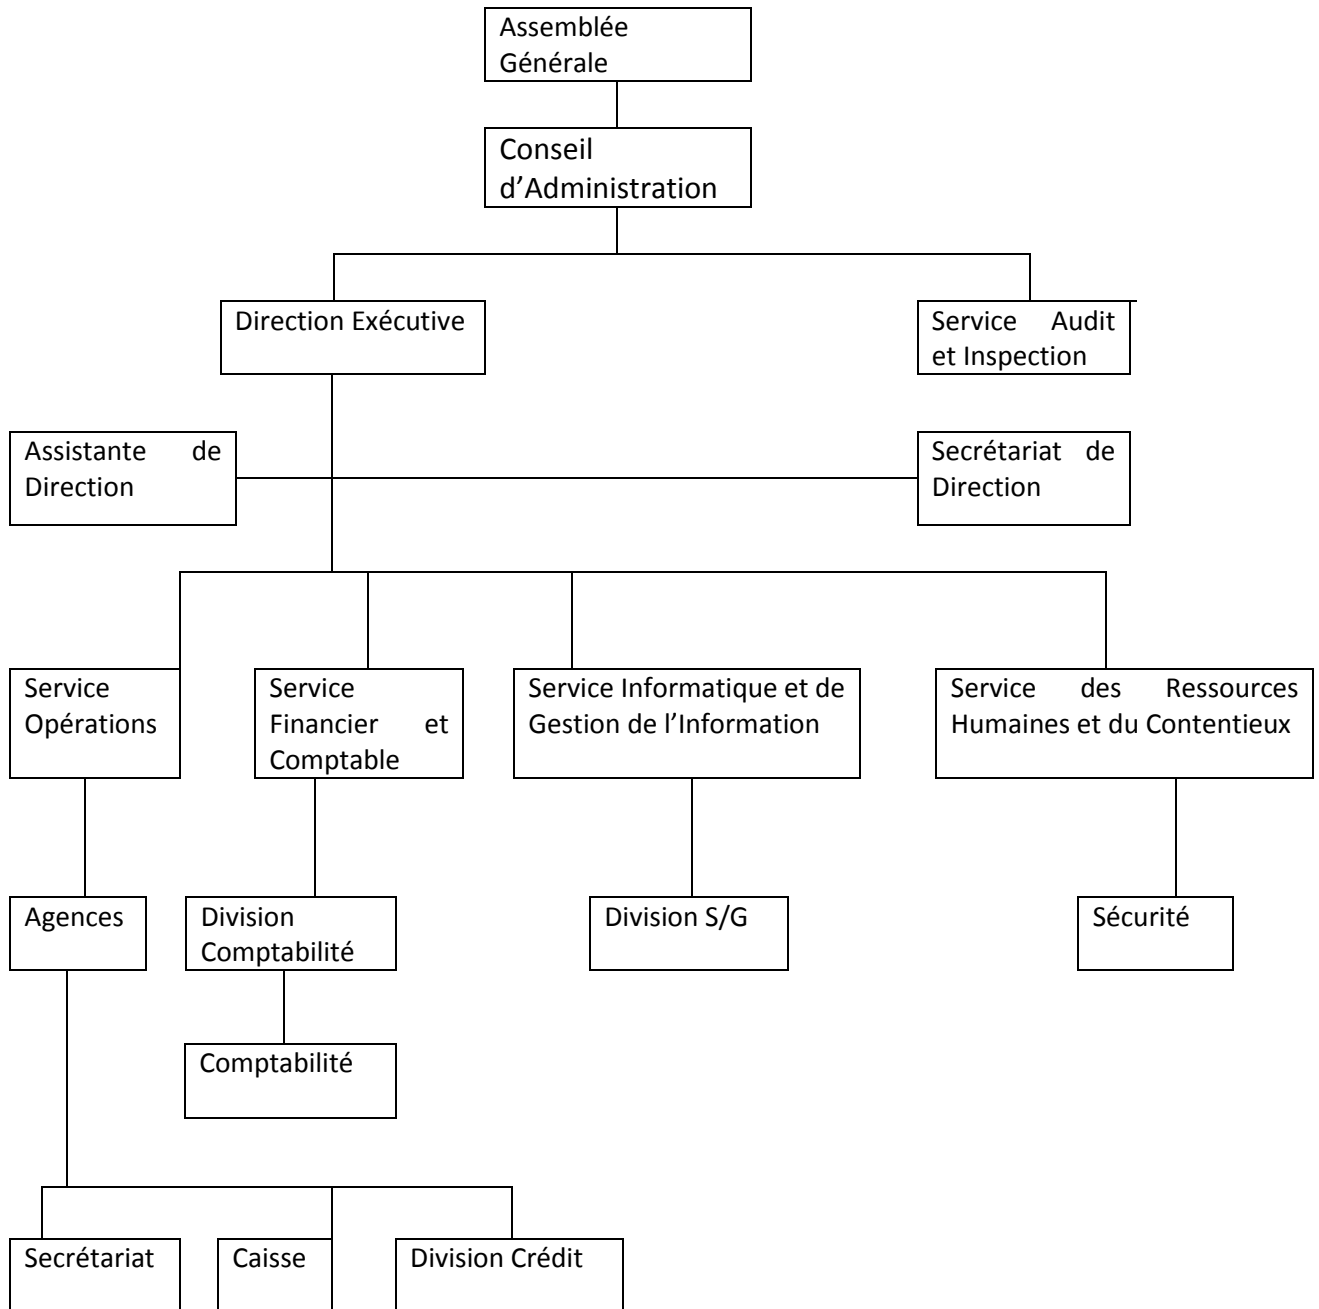 Assemblée
Générale
Conseil
d’Administration
Direction Exécutive
Service Audit
et Inspection
Assistante de
Direction
Secrétariat de
Direction
Service
Opérations
Service
Financier et
Comptable
Service Informatique et de
Gestion de l’Information
Service des Ressources
Humaines et du Contentieux
Agences
Division
Comptabilité
Division S/G
Sécurité
Comptabilité
Secrétariat
Caisse
Division Crédit